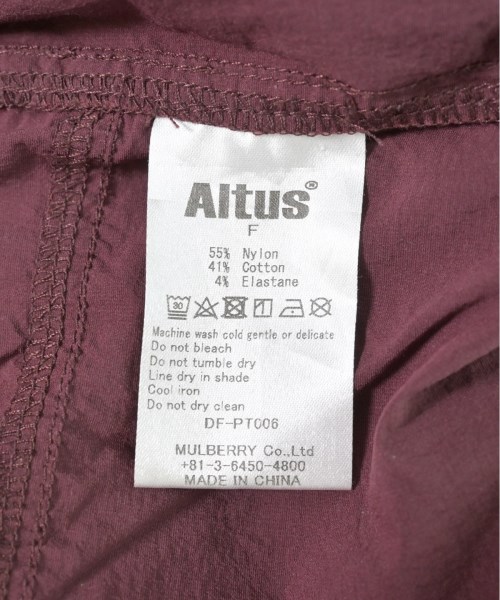 Altus®
F
55% Nylon
41% Cotton
4% Elastane
30
Machine wash cold gentle or delicate
Do not bleach
Do not tumble dry
Line dry in shade
Cool iron
Do not dry clean
DF-PT006
MULBERRY Co.,Ltd
+81-3-6450-4800
MADE IN CHINA